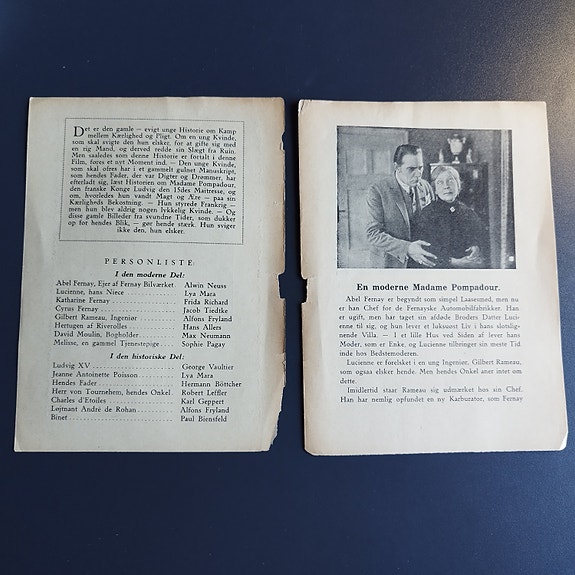 Det er den gamle — evigt unge Historie om Kamp
mellem Kærlighed og Pligt. Om en ung Kvinde,
som skal svigte den hun elsker, for at gifte sig med
en rig Mand, og derved redde sin Slægt fra Ruin.
Men saaledes som denne Historie er fortalt i denne
Film, føres et nyt Moment ind. — Den unge Kvinde,
som skal ofres har i et gammelt gulnet Manuskript,
som hendes Fader, der var Digter og Drømmer, har
efterladt sig, læst Historien om Madame Pompadour,
den franske Konge Ludvig den 15des Maitresse, og
om, hvorledes hun vandt Magt og Ære — paa sin
Kærligheds Bekostning. — Hun styrede Frankrig —
men hun blev aldrig nogen lykkelig Kvinde. — Og
disse gamle Billeder fra svundne Tider, som dukker
op for hendes Blik, — gør hende stærk. Hun sviger
ikke den, hun elsker.
PERSONLISTE:
I den moderne Del:
Abel Fernay, Ejer af Fernay Bilværket. Alwin Neuss
Lucienne, hans Niece Lya Mara
Katharine Fernay Frida Richard
Cyrus Fernay Jacob Tiedtke
Gilbert Rameau, Ingeniør Alfons Fryland
Hertugen af Riverolles Hans Allers
David Moulin, Bogholder Max Neumann
Melisse, en gammel Tjenestepige Sophie Pagay
I den historiske Del:
Ludvig XV George Vaultier
Jeanne Antoinette Poisson Lya Mara
Hendes Fader Hermann Böttcher
Herr von Tournehem, hendes Onkel Robert Leffler
Charles d'Etoiles Karl Geppert
Løjtnant André de Rohan Alfons Fryland
Binet Paul Biensfeld
En moderne Madame Pompadour.
Abel Fernay er begyndt som simpel Laasesmed, men nu
er han Chef for de Fernayske Automobilfabrikker. Han
er ugift, men har taget sin afdøde Broders Datter Luci-
enne til sig, og hun lever et luksuøst Liv i hans slotslig-
nende Villa. — I et lille Hus ved Siden af lever hans
Moder, som er Enke, og Lucienne tilbringer sin meste Tid
inde hos Bedstemoderen.
Lucienne er forelsket i en ung Ingeniør, Gilbert Rameau,
som ogsaa elsker hende. Men hendes Onkel aner intet om
dette.
Imidlertid staar Rameau sig udmærket hos sin Chef.
Han har nemlig opfundet en ny Karburator, som Fernay